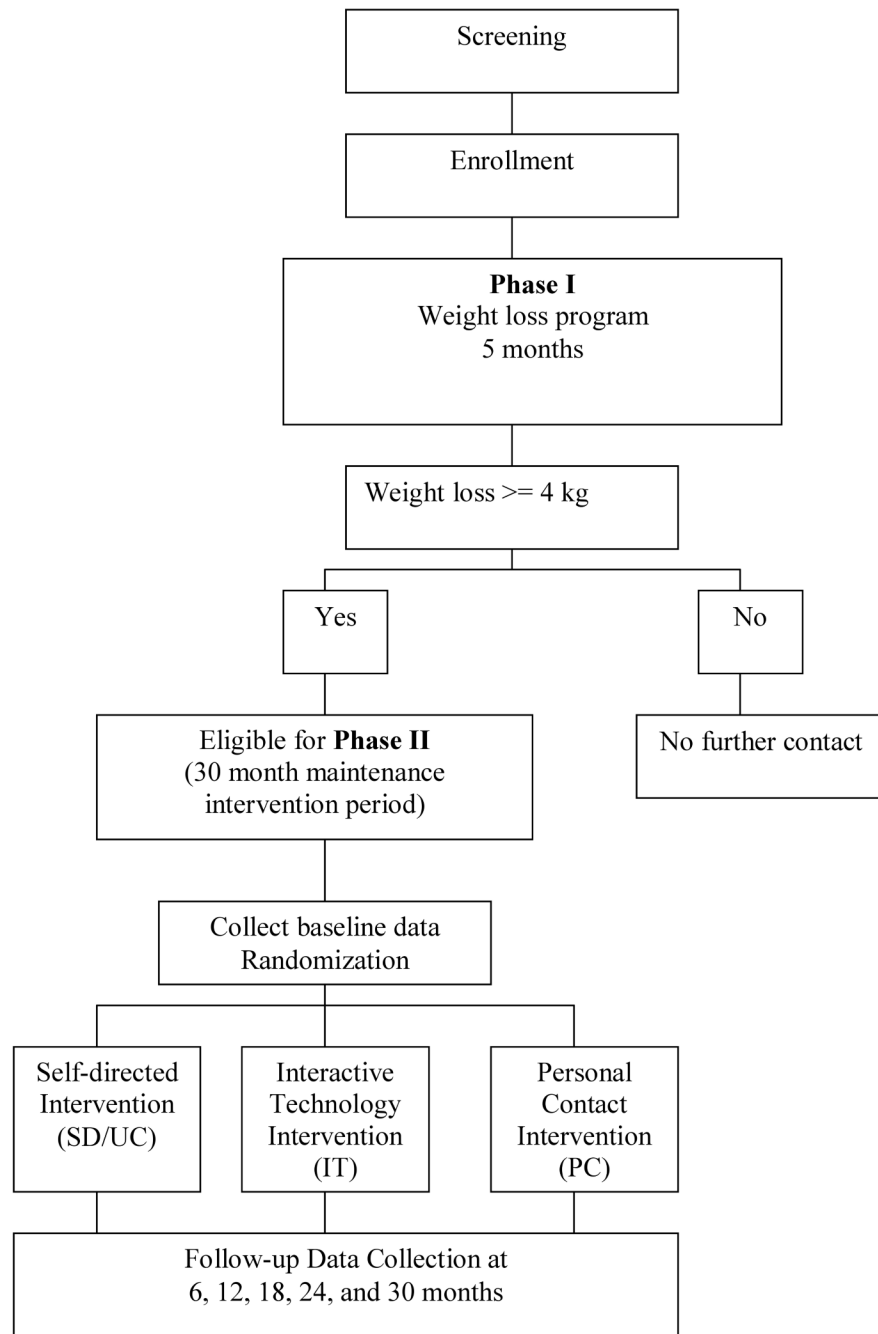 Screening
Enrollment
Phase I
Weight loss program
5 months
Weight loss >= 4 kg
Yes
No
Eligible for Phase II
(30 month maintenance
intervention period)
No further contact
Collect baseline data
Randomization
Self-directed
Intervention
(SD/UC)
Interactive
Technology
Intervention
(IT)
Personal
Contact
Intervention
(PC)
Follow-up Data Collection at
6, 12, 18, 24, and 30 months